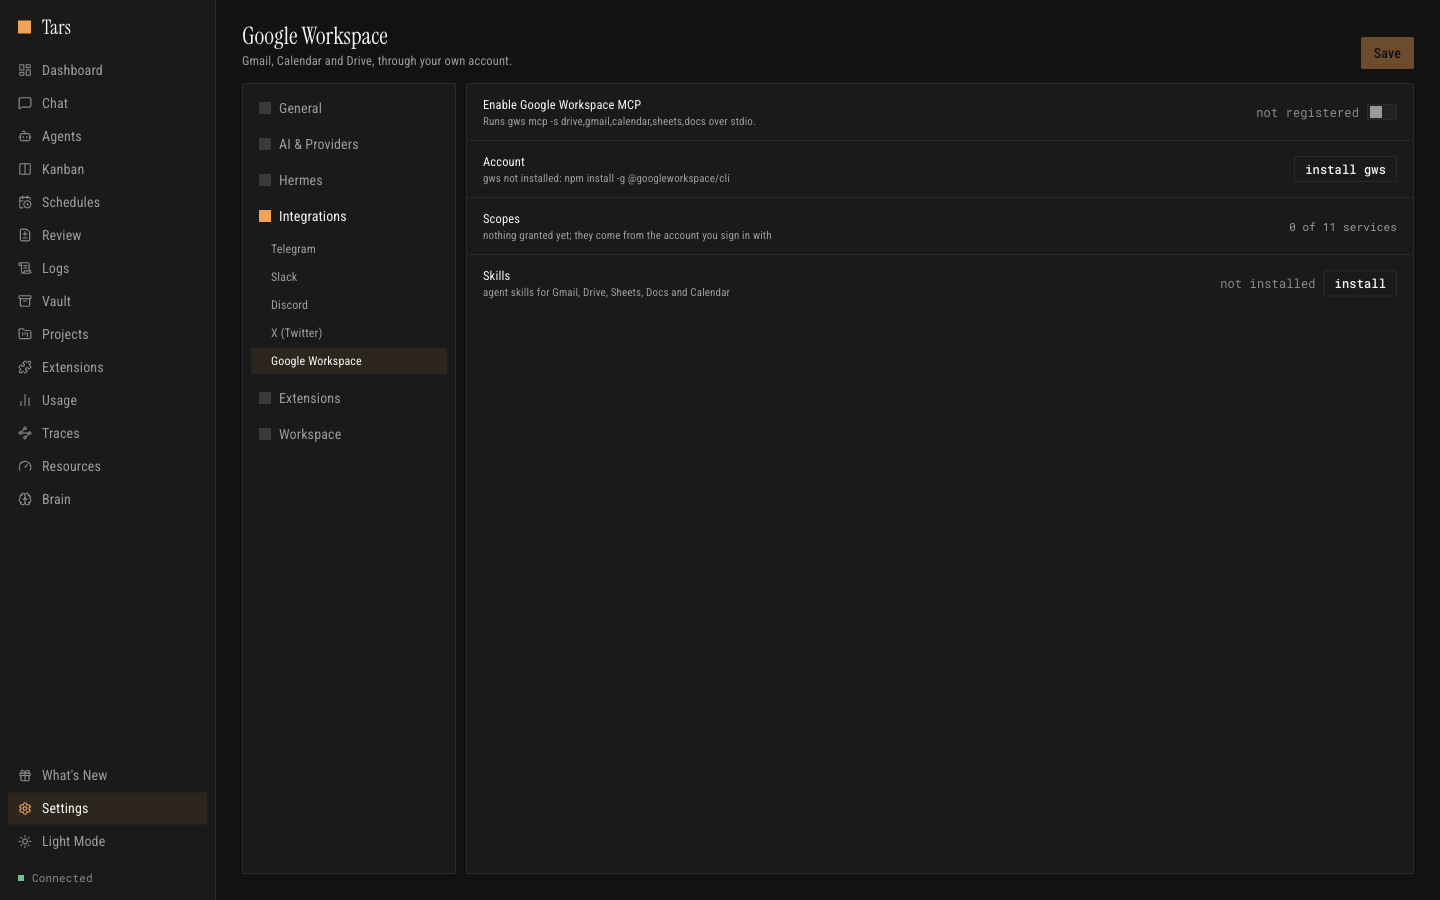 Tars
Dashboard
Chat
Agents
Kanban
Schedules
Review
Logs
Vault
Projects
Extensions
Usage
Traces
Resources
Brain
What's New
Settings
Light Mode
Connected
Google Workspace
Gmail, Calendar and Drive, through your own account.
Save
General
AI & Providers
Hermes
Integrations
Telegram
Slack
Discord
X (Twitter)
Google Workspace
Extensions
Workspace
Enable Google Workspace MCP
Runs gws mcp -s drive,gmail,calendar,sheets,docs over stdio.
not registered
Account
gws not installed: npm install -g @googleworkspace/cli
install gws
Scopes
nothing granted yet; they come from the account you sign in with
0 of 11 services
Skills
agent skills for Gmail, Drive, Sheets, Docs and Calendar
not installed
install